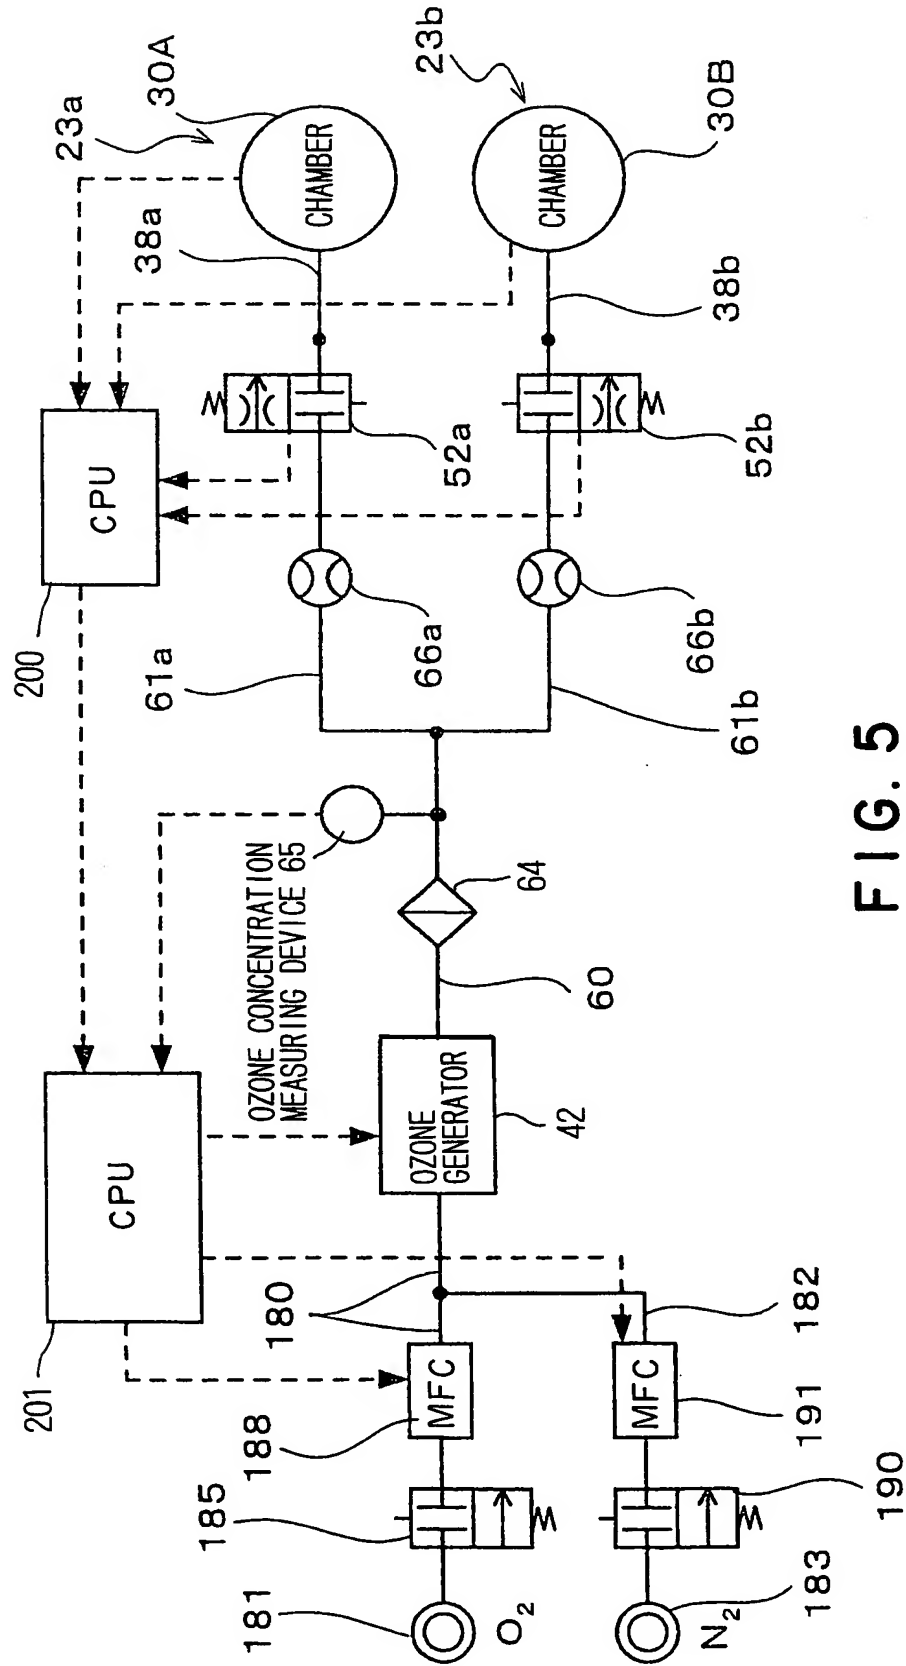 23a
30A
CHAMBER
38a
23b
CHAMBER
30B
38b
CPU
200
52a
52b
61a
66a
66b
61b
OZONE CONCENTRATION
MEASURING DEVICE 65
64
60
CPU
201
OZONE
GENERATOR
42
180
182
188
MFC
MFC
191
185
190
181
O2
183
N2
FIG. 5